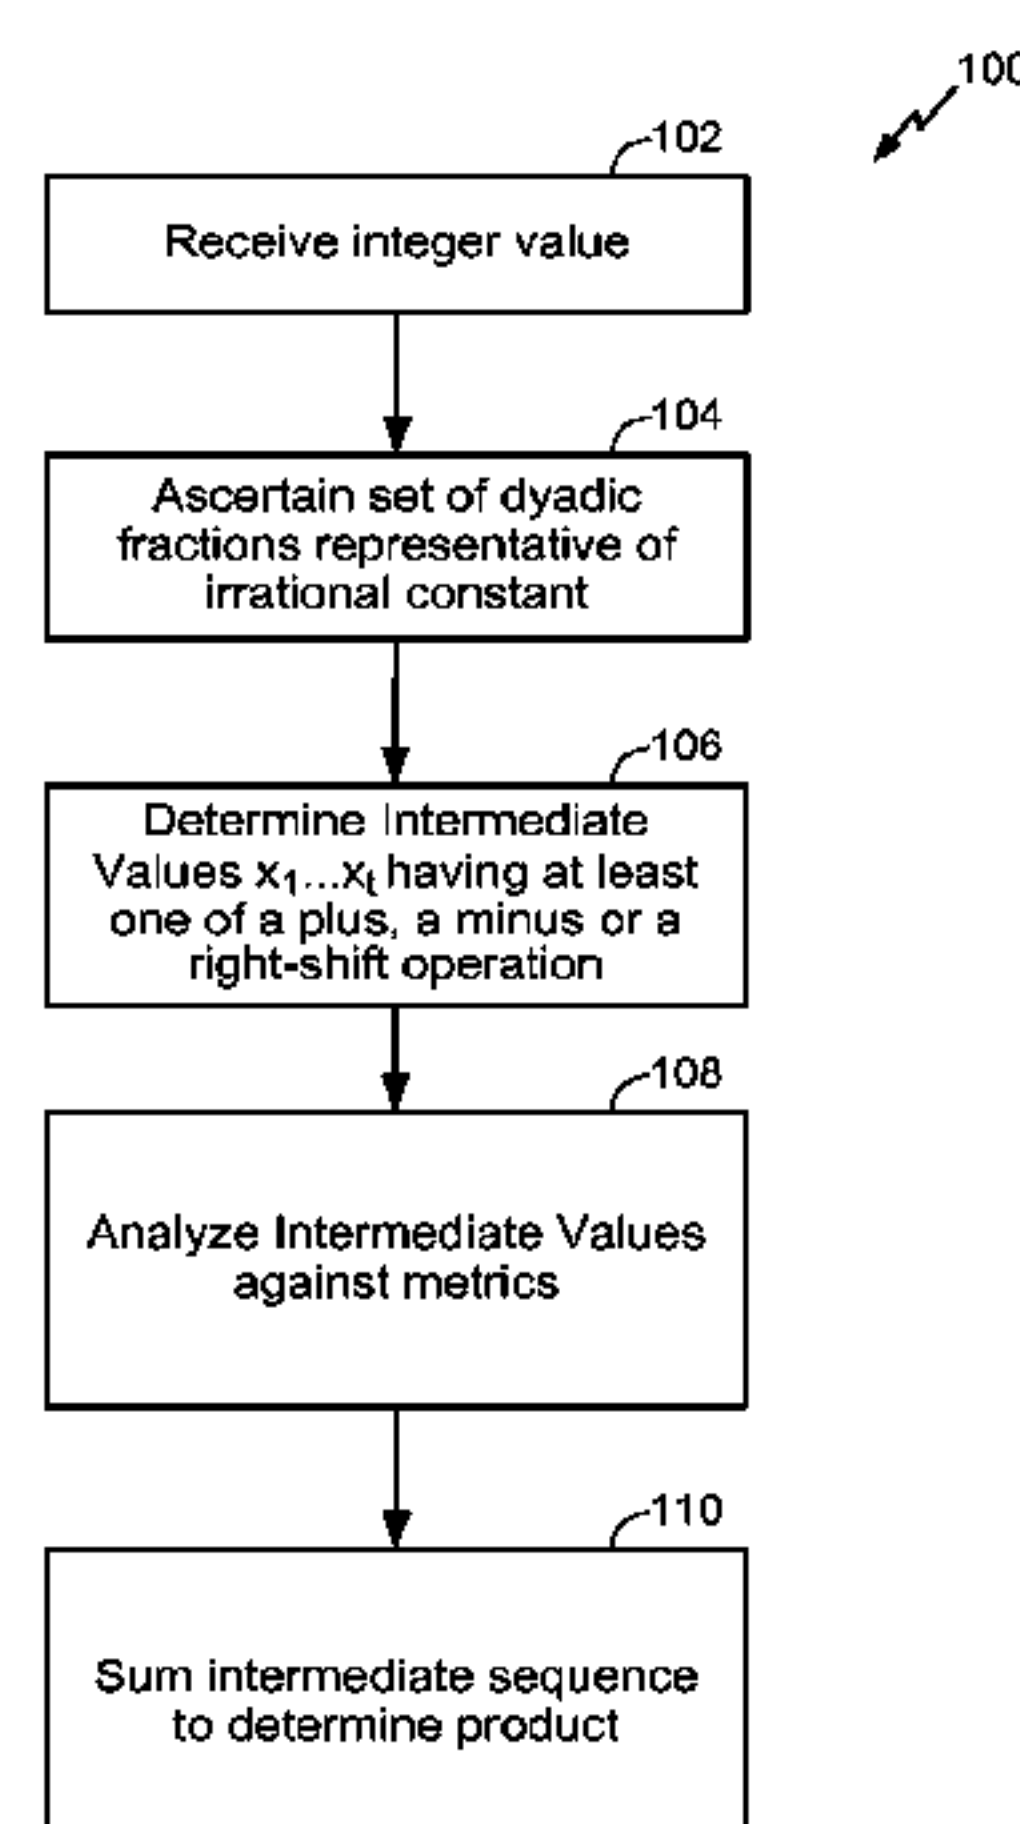 100
102
Receive integer value
104
Ascertain set of dyadic
fractions representative of
irrational constant
106
Determine Intermediate
Values x₁...xₜ having at least
one of a plus, a minus or a
right-shift operation
108
Analyze Intermediate Values
against metrics
110
Sum intermediate sequence
to determine product